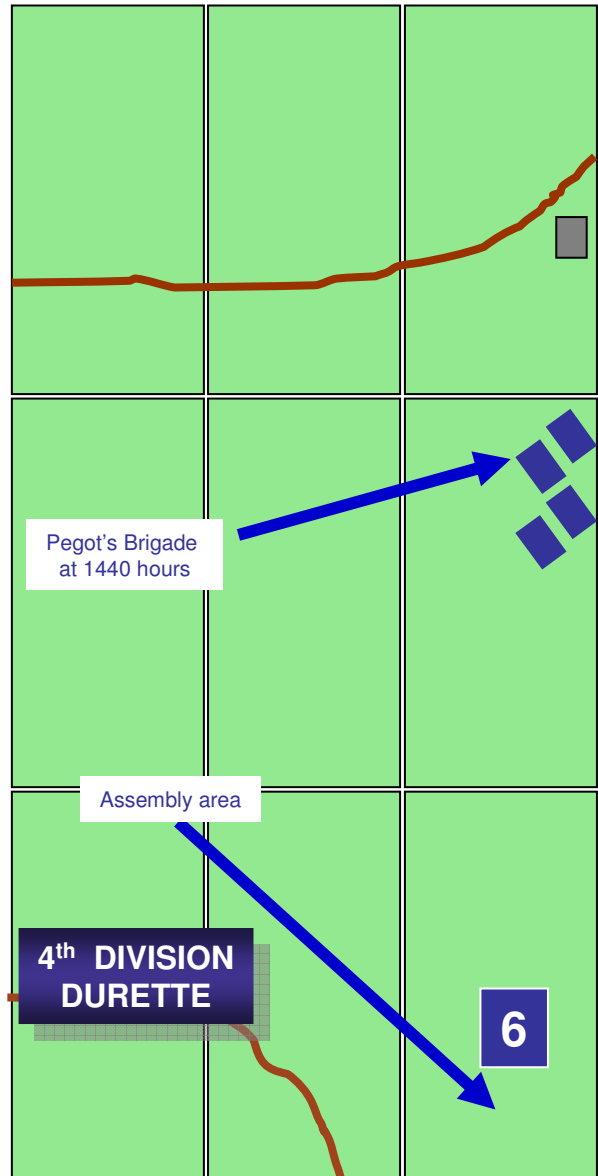 Pegot's Brigade
at 1440 hours
Assembly area
4th DIVISION
DURETTE
6